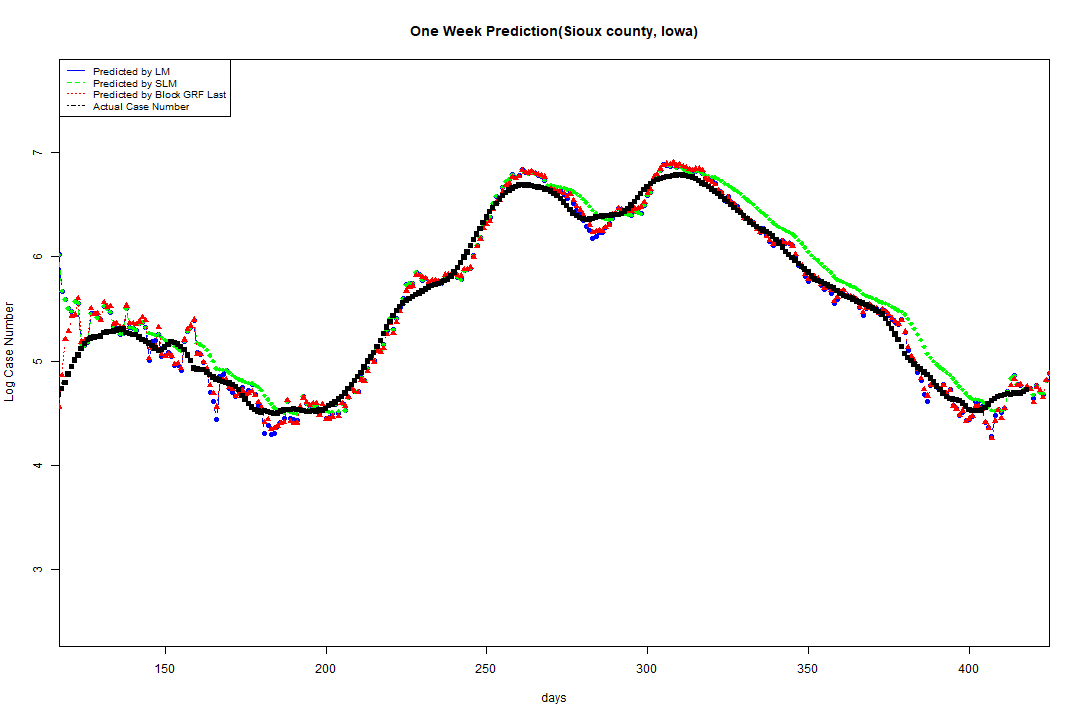 One Week Prediction(Sioux county, Iowa)
Predicted by LM
Predicted by SLM
Predicted by Block GRF Last
Actual Case Number
7
6
5
4
3
Log Case Number
150 200 250 300 350 400
days